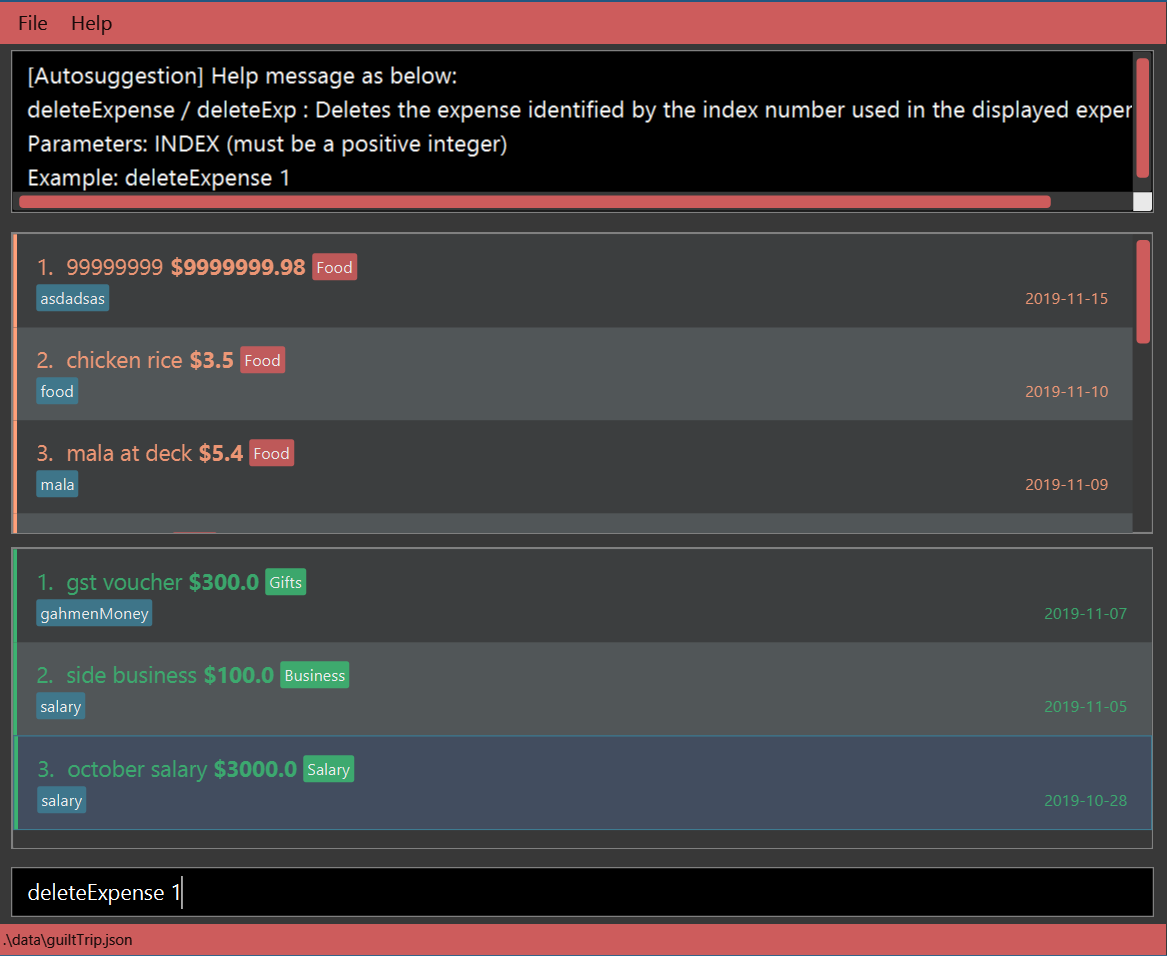 File Help
[Autosuggestion] Help message as below:
deleteExpense / deleteExp : Deletes the expense identified by the index number used in the displayed exper
Parameters: INDEX (must be a positive integer)
Example: deleteExpense 1
1. 99999999 $9999999.98 Food
asdadsas 2019-11-15
2. chicken rice $3.5 Food
food 2019-11-10
3. mala at deck $5.4 Food
mala 2019-11-09
1. gst voucher $300.0 Gifts
gahmenMoney 2019-11-07
2. side business $100.0 Business
salary 2019-11-05
3. october salary $3000.0 Salary
salary 2019-10-28
deleteExpense 1
.\data\guiltTrip.json